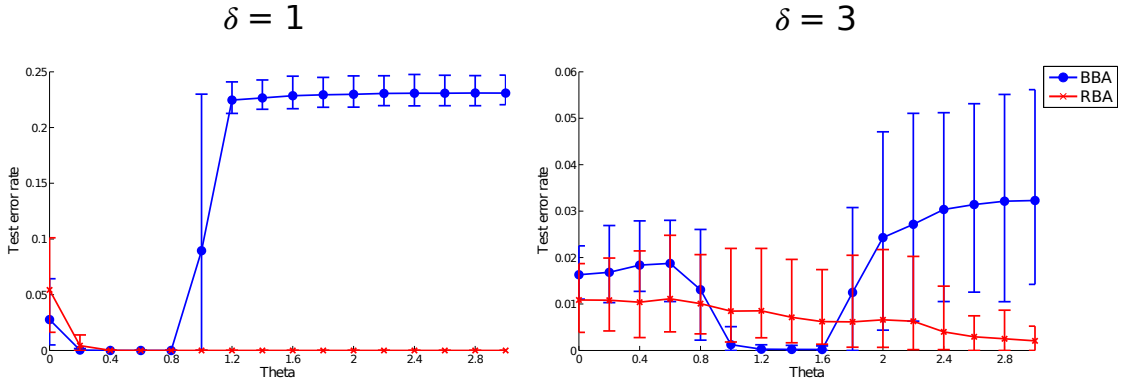 δ = 1
0.25
0.2
0.15
0.1
0.05
0
Test error rate
0 0.4 0.8 1.2 1.6 2 2.4 2.8
Theta
δ = 3
0.06
0.05
0.04
0.03
0.02
0.01
0
Test error rate
0 0.4 0.8 1.2 1.6 2 2.4 2.8
Theta
BBA
RBA